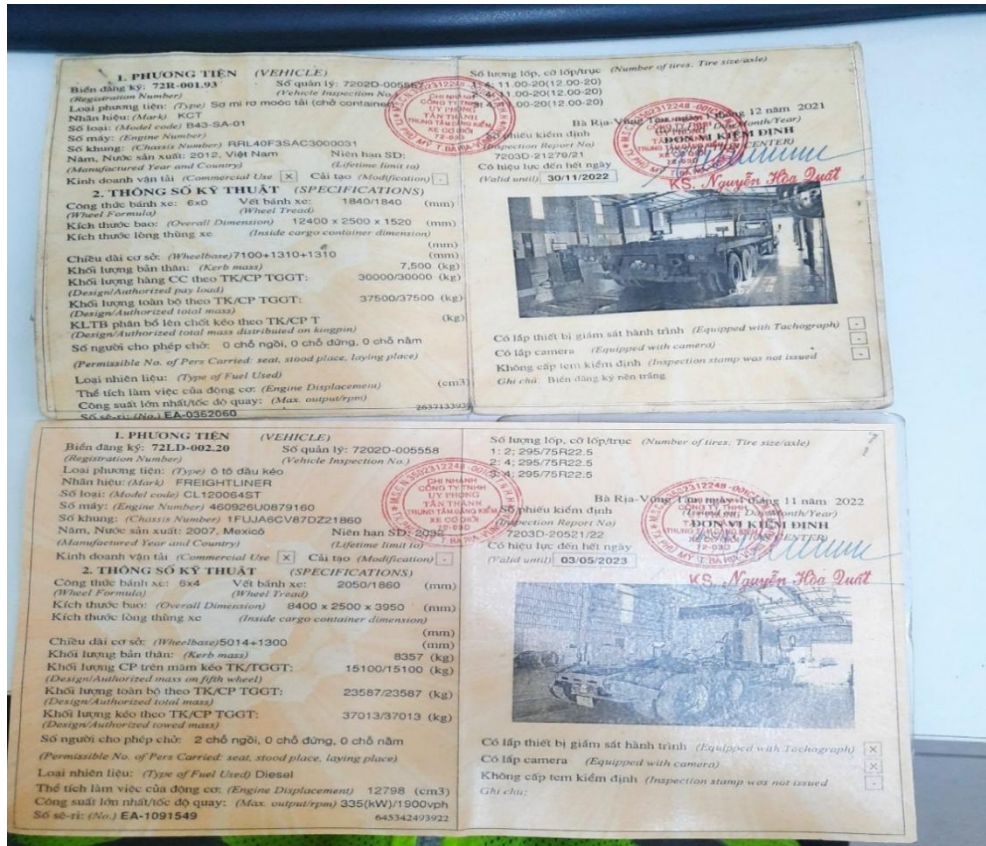 1. PHƯƠNG TIỆN (VEHICLE)
Biển đăng ký: 72R-001.93 Số quản lý: 7202D-005557
(Registration Number) (Vehicle Inspection No.)
Loại phương tiện: (Type) Sơ mi rơ moóc tải (chở container)
Nhãn hiệu: (Mark) KCT
Số loại: (Model code) B43-SA-01
Số máy: (Engine Number)
Số khung: (Chassis Number) RRL40F3SAC3000031
Năm, Nước sản xuất: 2012, Việt Nam Niên hạn SD:
(Manufactured Year and Country) (Lifetime limit to)
Kinh doanh vận tải (Commercial Use) x Cải tạo (Modification) -
2. THÔNG SỐ KỸ THUẬT (SPECIFICATIONS)
Công thức bánh xe: 6x0 Vết bánh xe: 1840/1840 (mm)
(Wheel Formula) (Wheel Tread)
Kích thước bao: (Overall Dimension) 12400 x 2500 x 1520 (mm)
Kích thước lòng thùng xe (Inside cargo container dimension)
(mm)
Chiều dài cơ sở: (Wheelbase) 7100+1310+1310 (mm)
Khối lượng bản thân: (Kerb mass) 7,500 (kg)
Khối lượng hàng CC theo TK/CP TGGT: 30000/30000 (kg)
(Design/Authorized pay load)
Khối lượng toàn bộ theo TK/CP TGGT: 37500/37500 (kg)
(Design/Authorized total mass)
KLTB phân bố lên chốt kéo theo TK/CP T (kg)
(Design/Authorized total mass distributed on kingpin)
Số người cho phép chở: 0 chỗ ngồi, 0 chỗ đứng, 0 chỗ nằm
(Permissible No. of Pers Carried: seat, stood place, laying place)
Loại nhiên liệu: (Type of Fuel Used)
Thể tích làm việc của động cơ: (Engine Displacement) (cm3)
Công suất lớn nhất/tốc độ quay: (Max. output/rpm)
Số sê-ri: (No.) EA-0362060
Số lượng lốp, cỡ lốp/trục (Number of tires. Tire size/axle)
4; 11.00-20(12.00-20)
4; 11.00-20(12.00-20)
4; 11.00-20(12.00-20)
Bà Rịa-Vũng Tàu, ngày 1 tháng 12 năm 2021
Số phiếu kiểm định
(Inspection Report No) ĐƠN VỊ KIỂM ĐỊNH
7203D-21279/21
Có hiệu lực đến hết ngày
(Valid until) 30/11/2022
KS. Nguyễn Hòa Quất
Có lắp thiết bị giám sát hành trình (Equipped with Tachograph) -
Có lắp camera (Equipped with camera) -
Không cấp tem kiểm định (Inspection stamp was not issued -
Ghi chú: Biển đăng ký nền trắng
1. PHƯƠNG TIỆN (VEHICLE)
Biển đăng ký: 72LD-002.20 Số quản lý: 7202D-005558
(Registration Number) (Vehicle Inspection No.)
Loại phương tiện: (Type) ô tô đầu kéo
Nhãn hiệu: (Mark) FREIGHTLINER
Số loại: (Model code) CL120064ST
Số máy: (Engine Number) 460926U0879160
Số khung: (Chassis Number) 1FUJA6CV87DZ21860
Năm, Nước sản xuất: 2007, Mexicô Niên hạn SD: 2032
(Manufactured Year and Country) (Lifetime limit to)
Kinh doanh vận tải (Commercial Use) x Cải tạo (Modification) -
2. THÔNG SỐ KỸ THUẬT (SPECIFICATIONS)
Công thức bánh xe: 6x4 Vết bánh xe: 2050/1860 (mm)
(Wheel Formula) (Wheel Tread)
Kích thước bao: (Overall Dimension) 8400 x 2500 x 3950 (mm)
Kích thước lòng thùng xe (Inside cargo container dimension)
(mm)
Chiều dài cơ sở: (Wheelbase) 5014+1300 (mm)
Khối lượng bản thân: (Kerb mass) 8357 (kg)
Khối lượng CP trên mâm kéo TK/TGGT: 15100/15100 (kg)
(Design/Authorized mass on fifth wheel)
Khối lượng toàn bộ theo TK/CP TGGT: 23587/23587 (kg)
(Design/Authorized total mass)
Khối lượng kéo theo TK/CP TGGT: 37013/37013 (kg)
(Design/Authorized towed mass)
Số người cho phép chở: 2 chỗ ngồi, 0 chỗ đứng, 0 chỗ nằm
(Permissible No. of Pers Carried: seat, stood place, laying place)
Loại nhiên liệu: (Type of Fuel Used) Diesel
Thể tích làm việc của động cơ: (Engine Displacement) 12798 (cm3)
Công suất lớn nhất/tốc độ quay: (Max. output/rpm) 335(kW)/1900vph
Số sê-ri: (No.) EA-1091549 645342493922
Số lượng lốp, cỡ lốp/trục (Number of tires. Tire size/axle)
1: 2; 295/75R22.5
2: 4; 295/75R22.5
3: 4; 295/75R22.5
Bà Rịa-Vũng Tàu, ngày 4 tháng 11 năm 2022
Số phiếu kiểm định
(Inspection Report No) ĐƠN VỊ KIỂM ĐỊNH
7203D-20521/22
Có hiệu lực đến hết ngày
(Valid until) 03/05/2023
KS. Nguyễn Hòa Quất
Có lắp thiết bị giám sát hành trình (Equipped with Tachograph) x
Có lắp camera (Equipped with camera) x
Không cấp tem kiểm định (Inspection stamp was not issued -
Ghi chú: